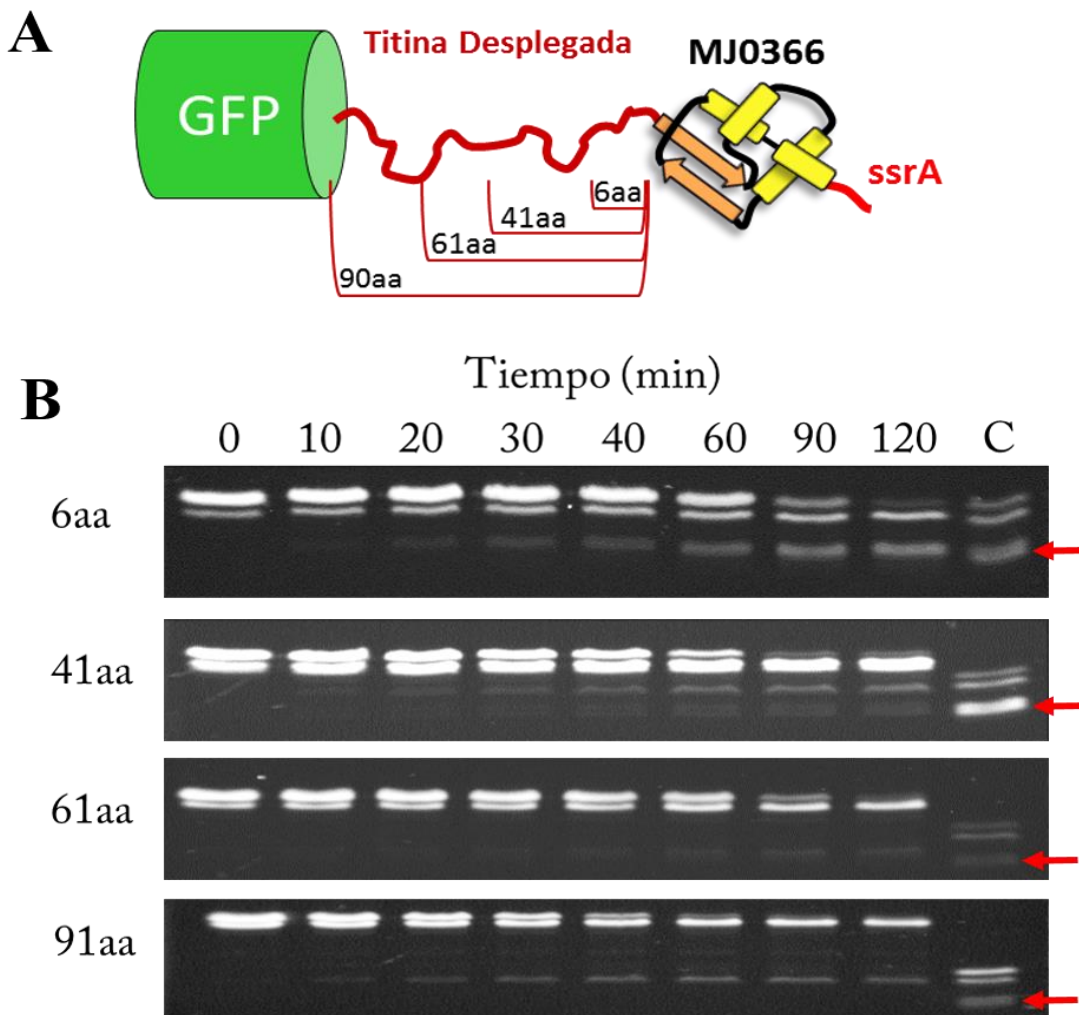 A
Titina Desplegada
MJ0366
GFP
ssrA
6aa
41aa
61aa
90aa
Tiempo (min)
B
0 10 20 30 40 60 90 120 C
6aa
41aa
61aa
91aa